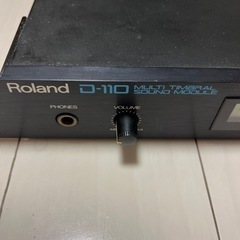 Roland D-110 MULTI TIMBRAL
SOUND MODULE
PHONES VOLUME